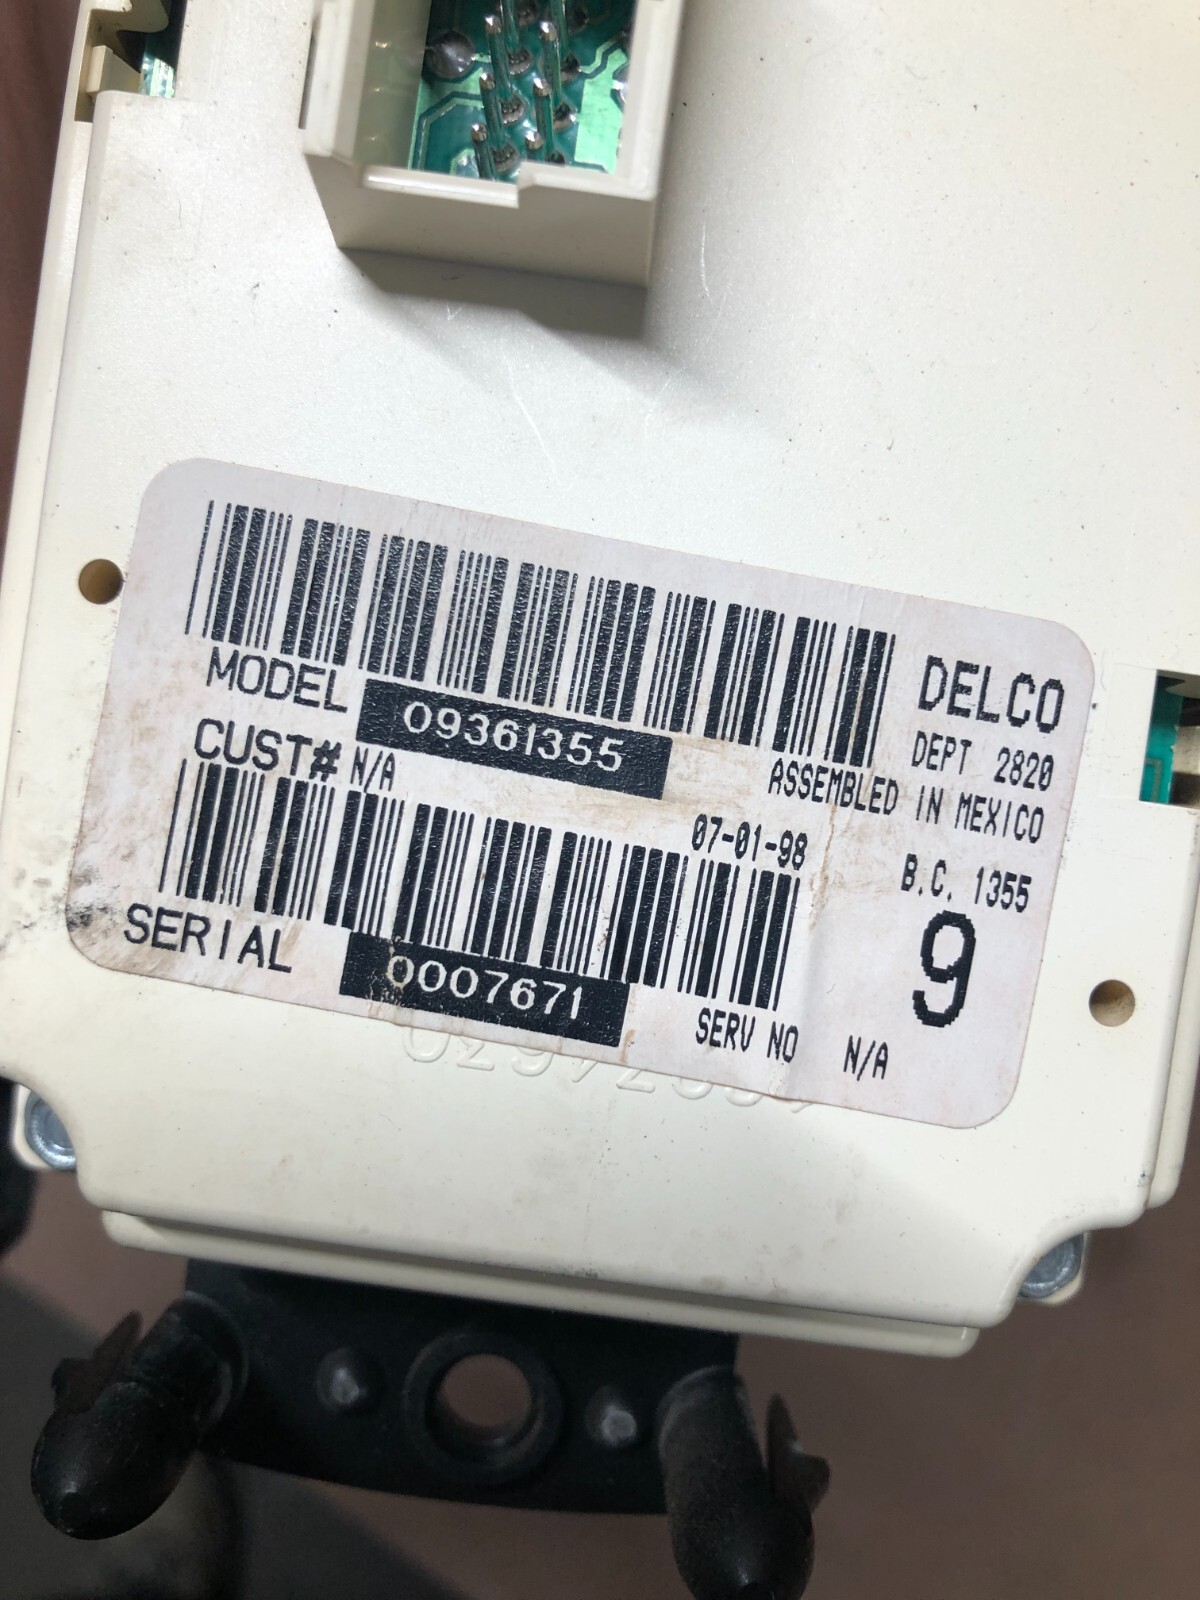 DELCO
MODEL 09361355
DEPT 2820
CUST# N/A
ASSEMBLED IN MEXICO
07-01-98
B.C. 1355
9
SERIAL 0007671
SERV NO N/A